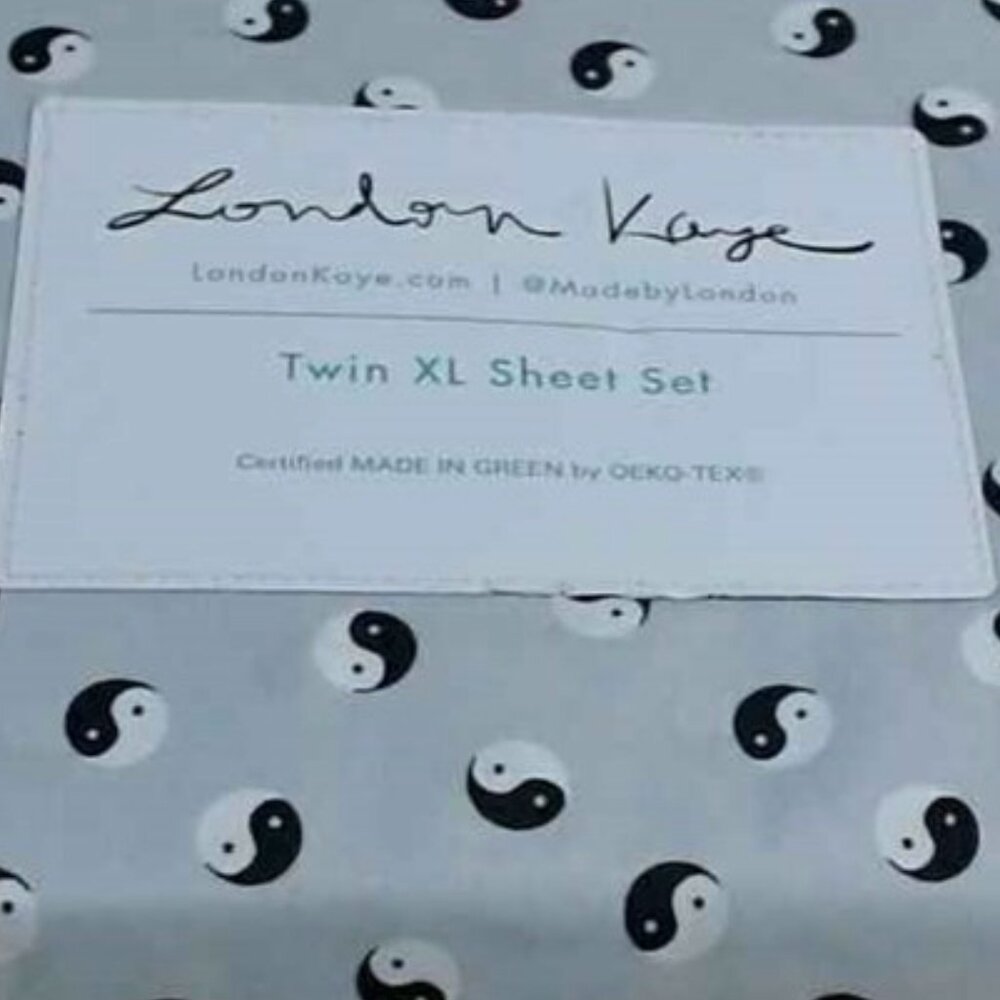 London Kaye
LondonKaye.com | @MadebyLondon
Twin XL Sheet Set
Certified MADE IN GREEN by OEKO-TEX®